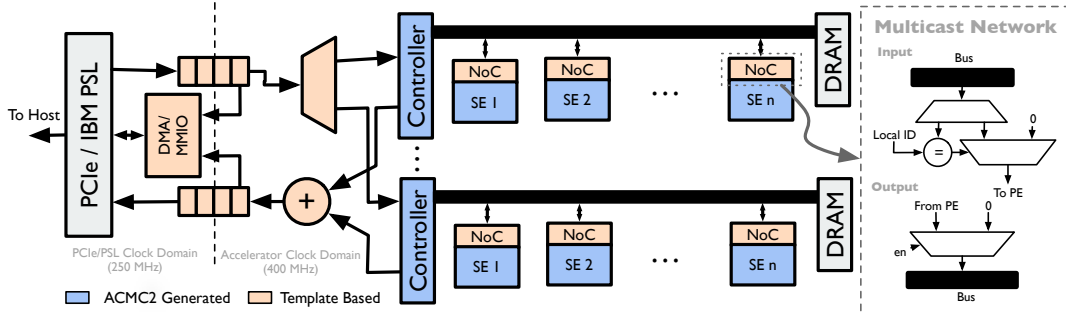 To Host
PCIe / IBM PSL
DMA/
MMIO
+
Controller
NoC
SE 1
NoC
SE 2
...
NoC
SE n
DRAM
...
Controller
NoC
SE 1
NoC
SE 2
...
NoC
SE n
DRAM
PCIe/PSL Clock Domain
(250 MHz)
Accelerator Clock Domain
(400 MHz)
ACMC2 Generated
Template Based
Multicast Network
Input
Bus
Local ID
=
0
To PE
Output
From PE
0
en
Bus